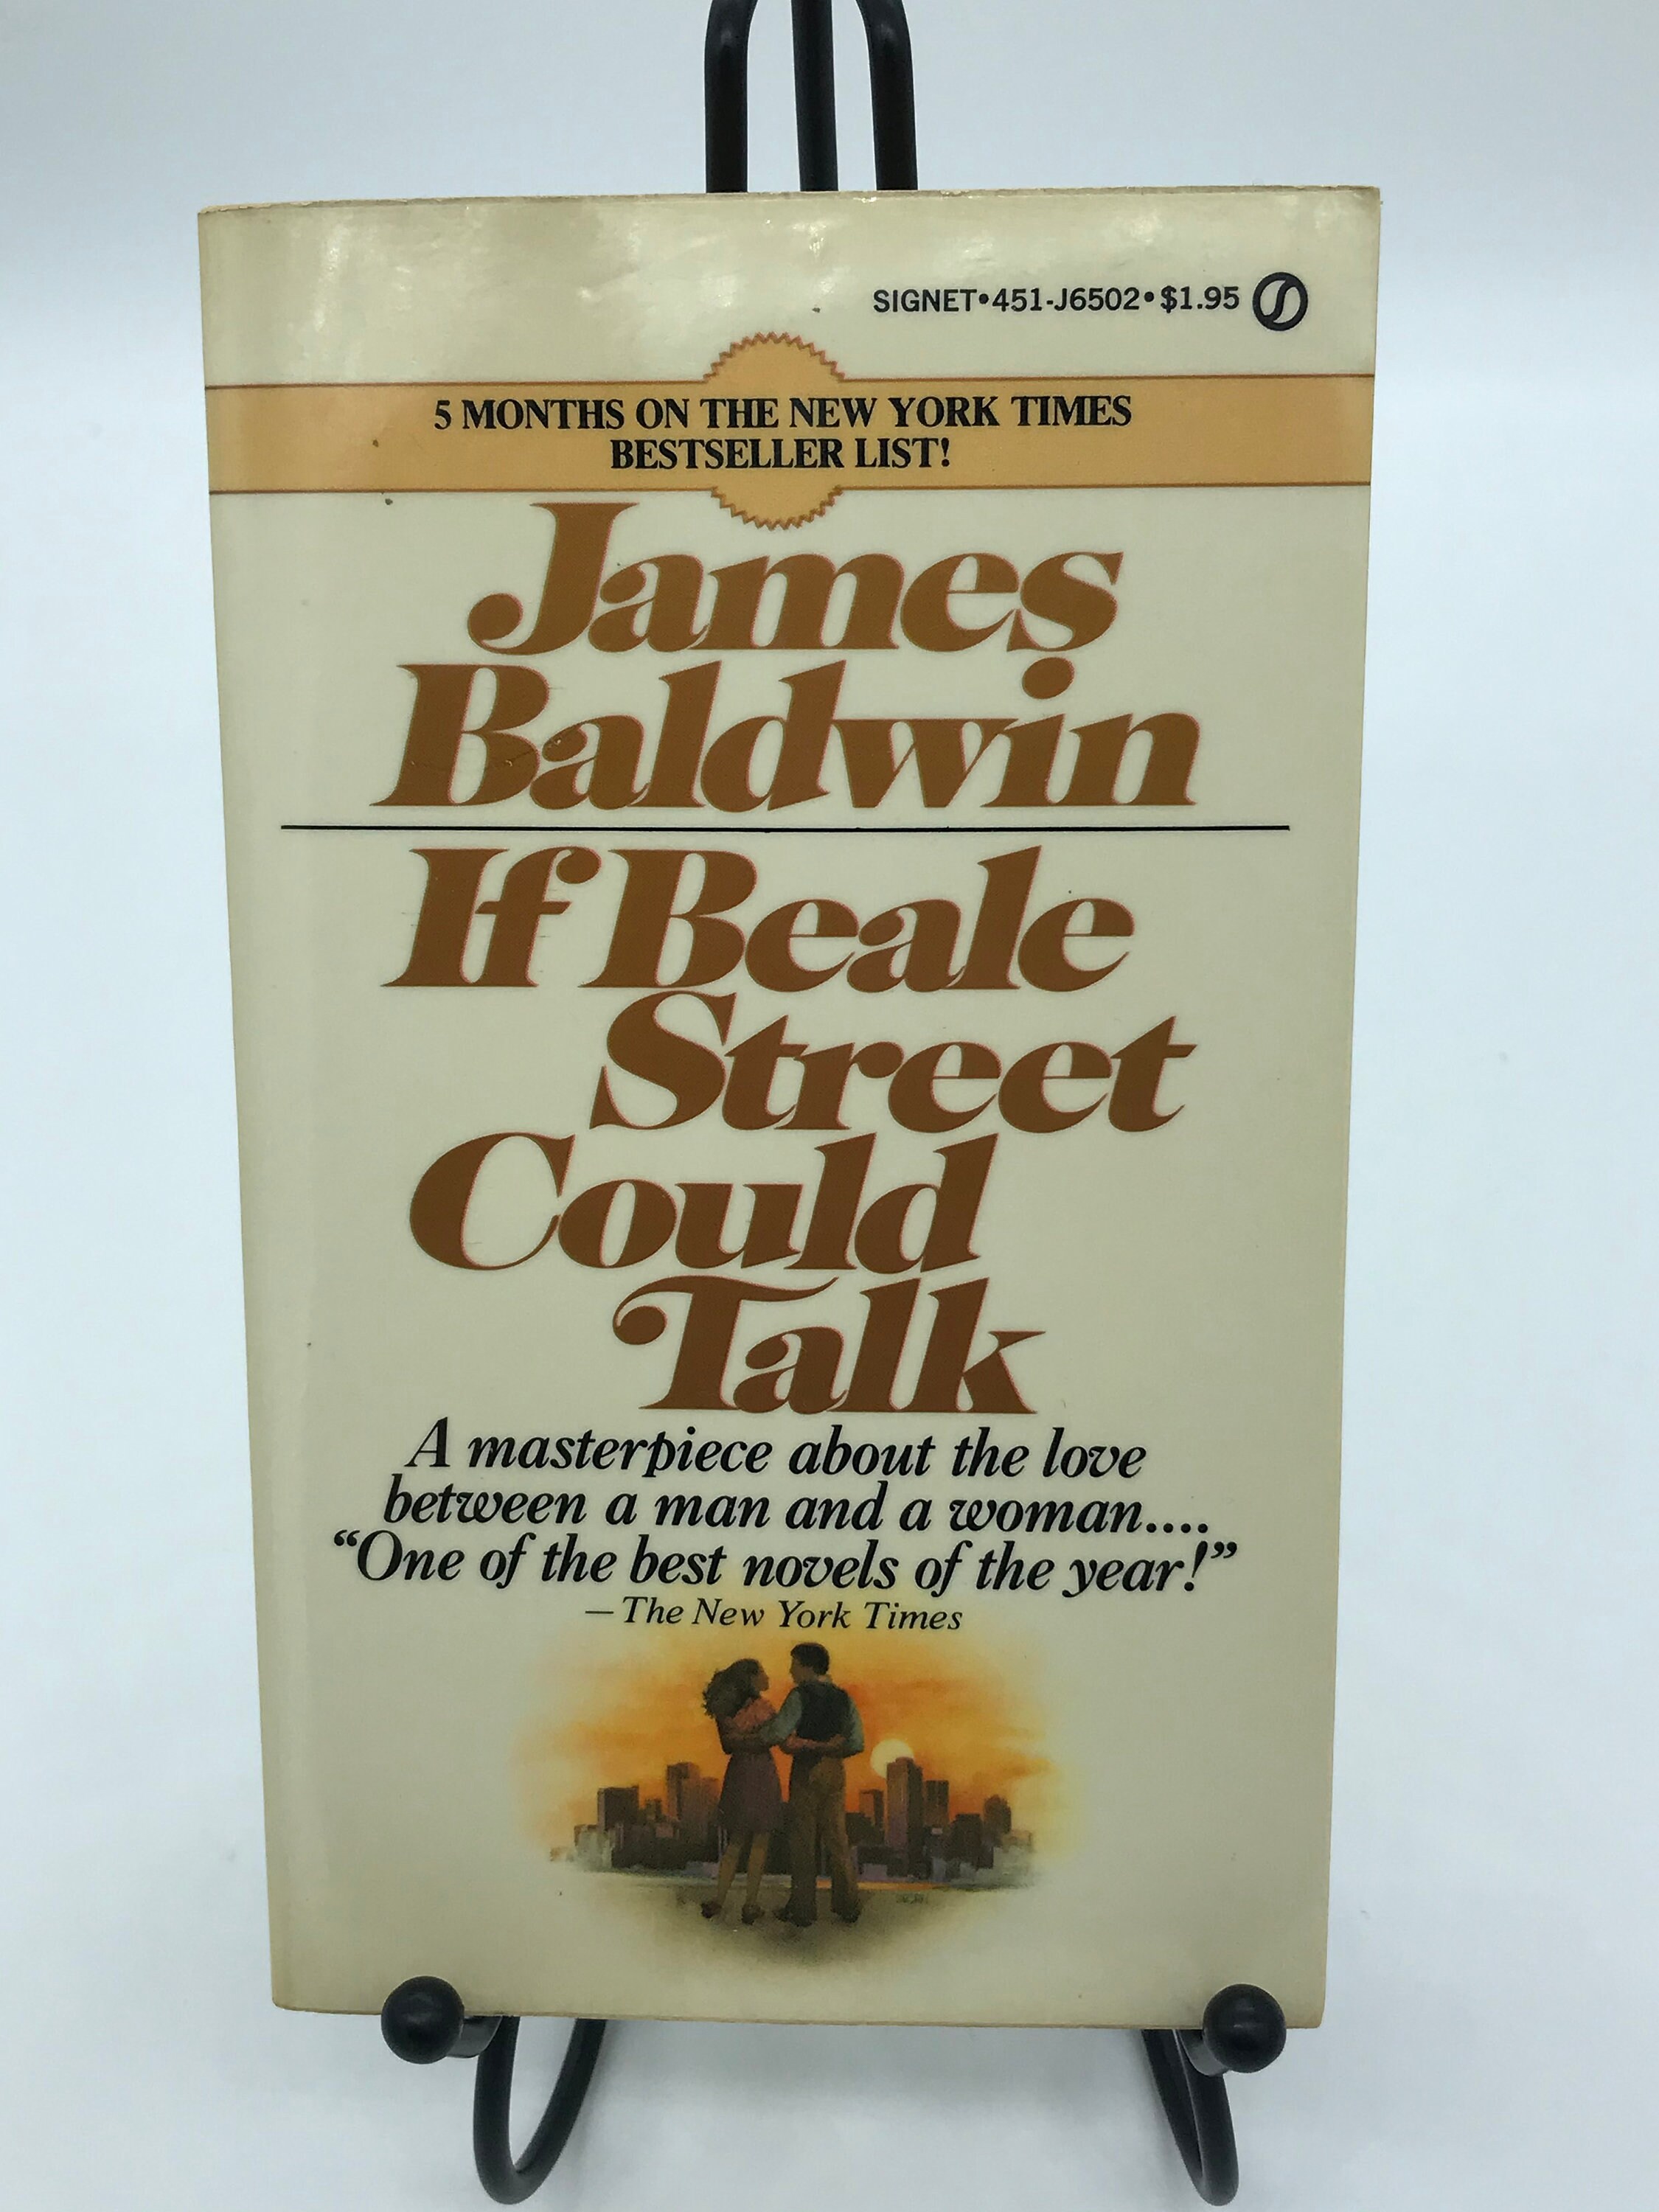 SIGNET•451-J6502•$1.95
5 MONTHS ON THE NEW YORK TIMES
BESTSELLER LIST!
James
Baldwin
If Beale
Street
Could
Talk
A masterpiece about the love
between a man and a woman....
“One of the best novels of the year!”
—The New York Times